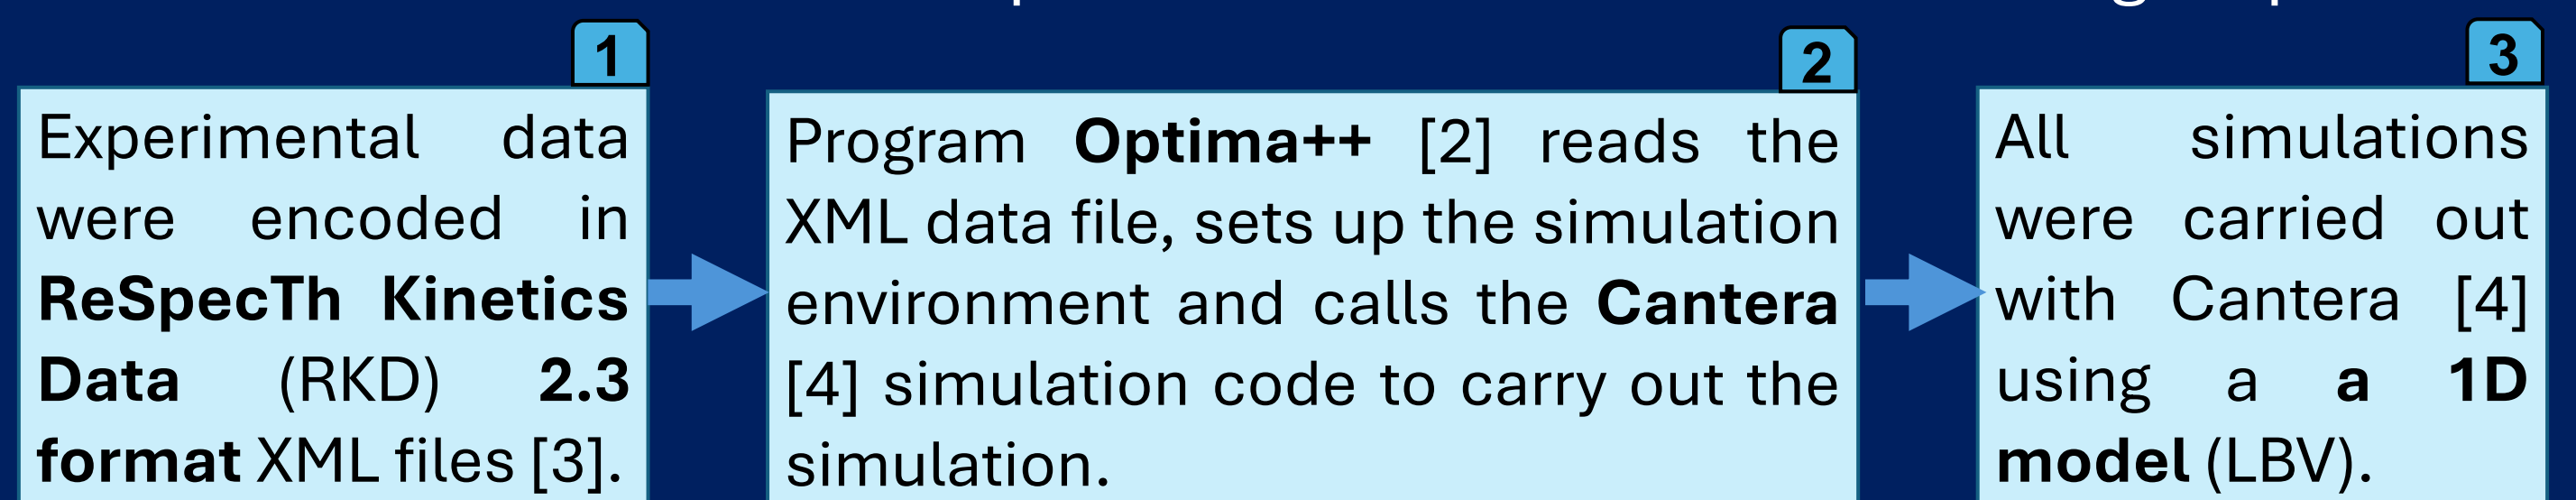 1
Experimental data
were encoded in
ReSpecTh Kinetics
Data (RKD) 2.3
format XML files [3].
2
Program Optima++ [2] reads the
XML data file, sets up the simulation
environment and calls the Cantera
[4] simulation code to carry out the
simulation.
3
All simulations
were carried out
with Cantera [4]
using a a 1D
model (LBV).